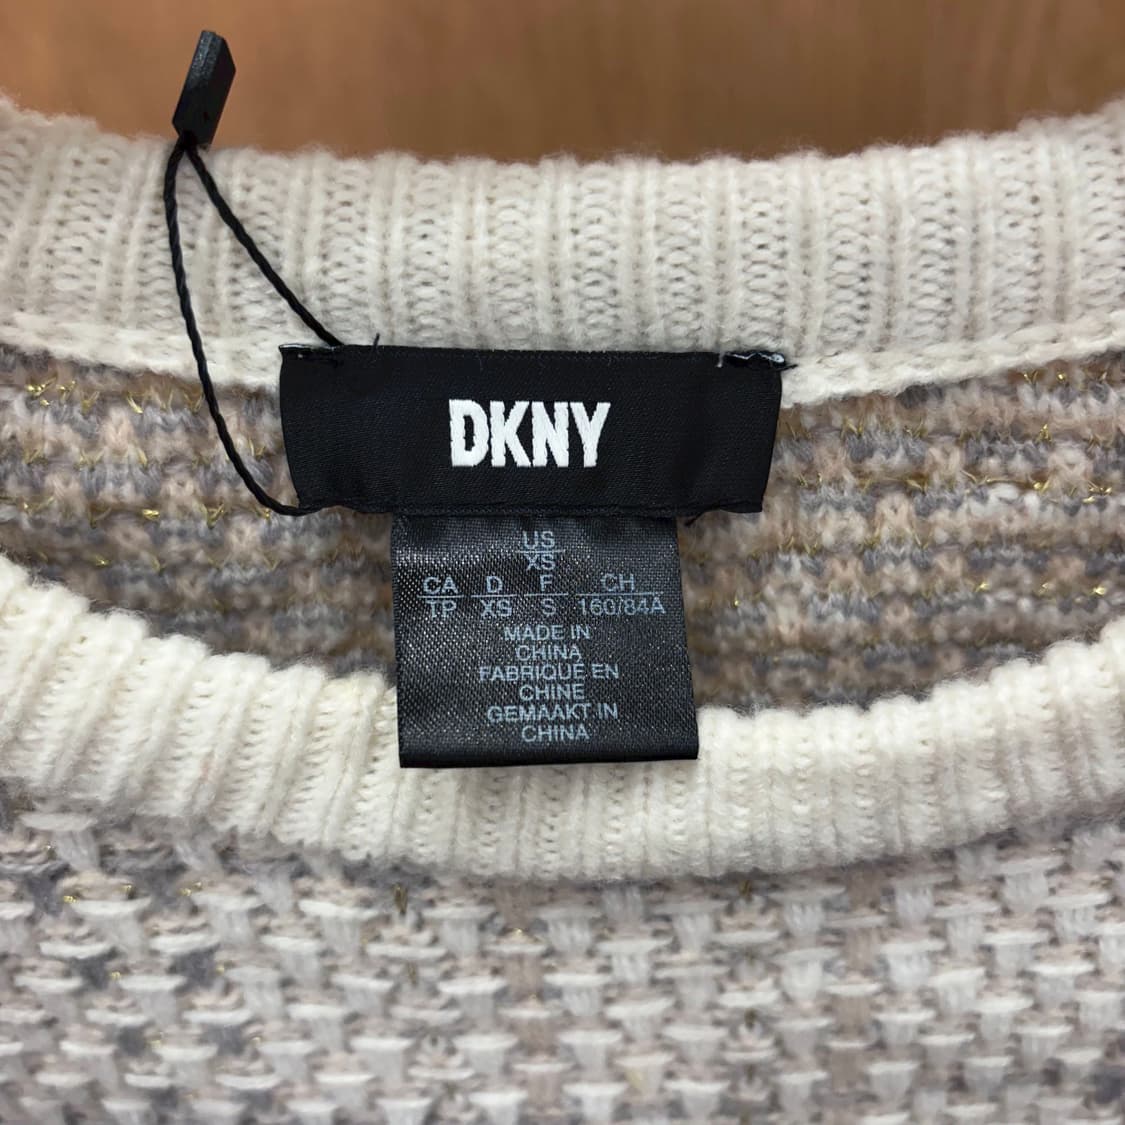 DKNY
US
XS
CA D F CH
TP XS S 160/84A
MADE IN
CHINA
FABRIQUÉ EN
CHINE
GEMAAKT IN
CHINA